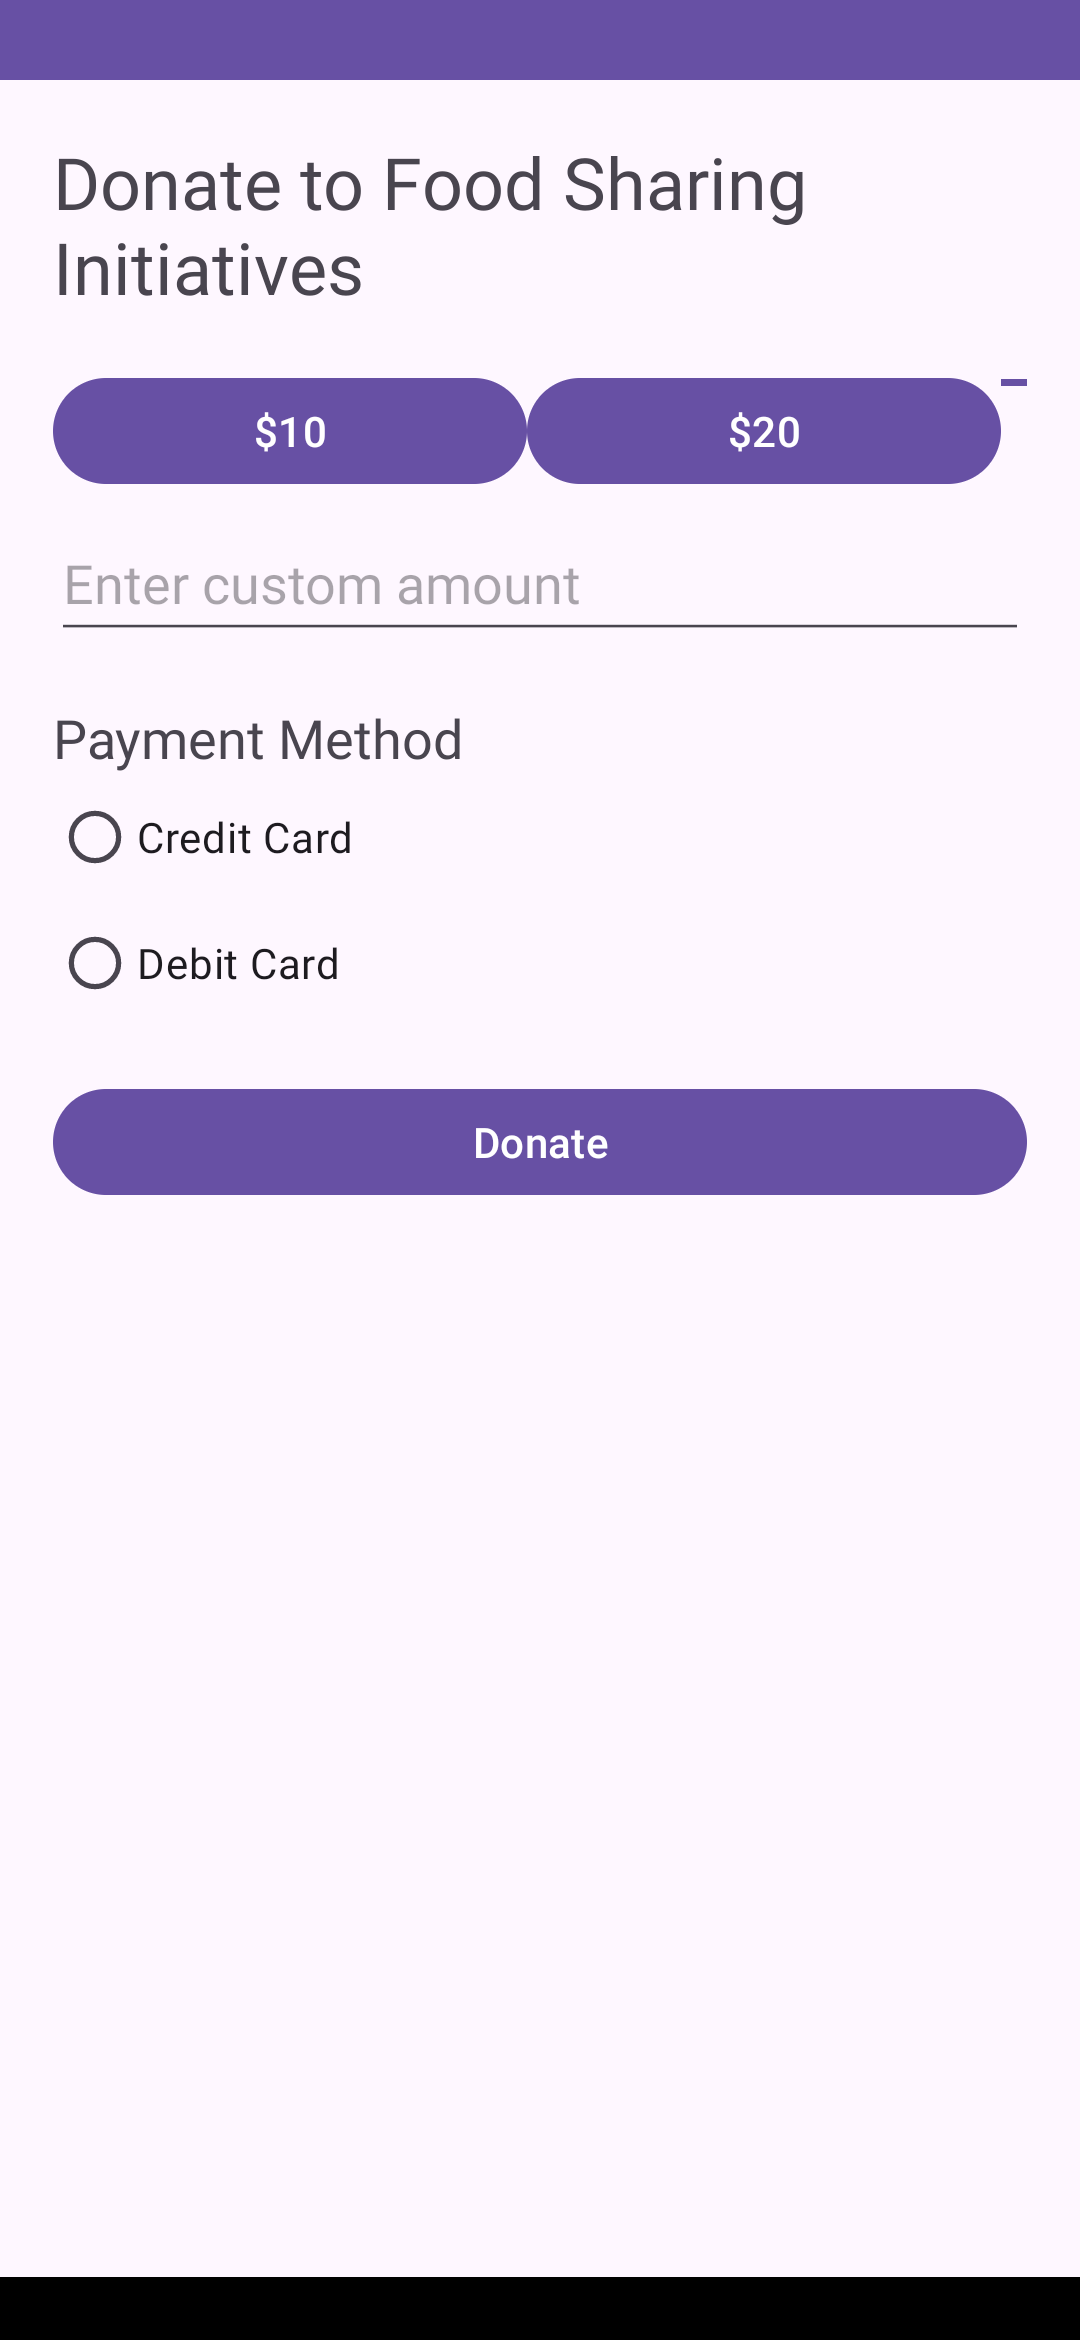 Donate to Food Sharing
Initiatives
$10
$20
Enter custom amount
Payment Method
Credit Card
Debit Card
Donate